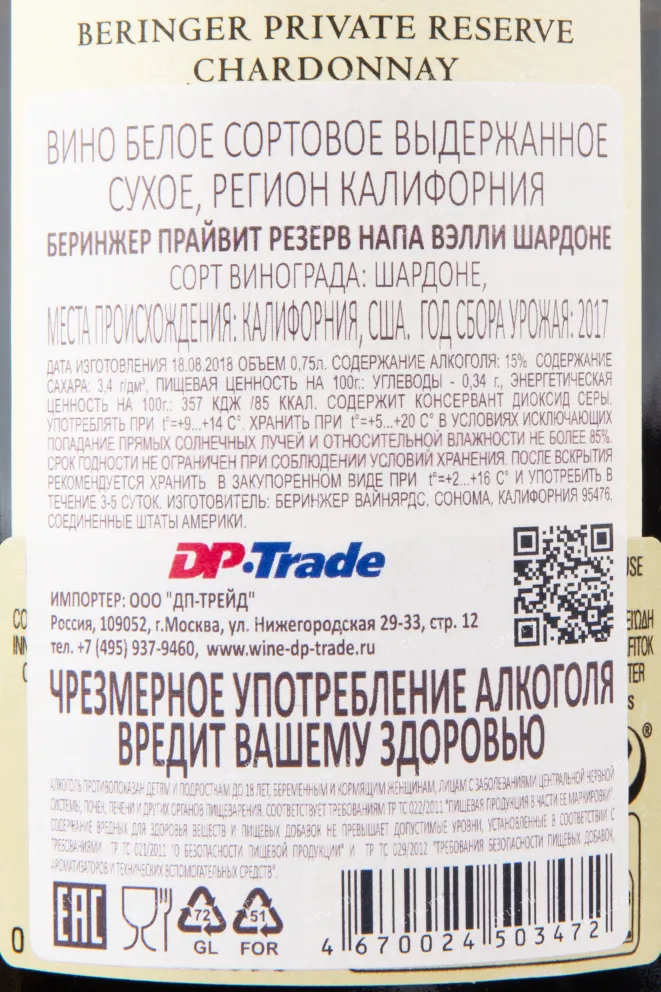 BERINGER PRIVATE RESERVE
CHARDONNAY
ВИНО БЕЛОЕ СОРТОВОЕ ВЫДЕРЖАННОЕ
СУХОЕ, РЕГИОН КАЛИФОРНИЯ
БЕРИНЖЕР ПРАЙВИТ РЕЗЕРВ НАПА ВЭЛЛИ ШАРДОНЕ
СОРТ ВИНОГРАДА: ШАРДОНЕ,
МЕСТА ПРОИСХОЖДЕНИЯ: КАЛИФОРНИЯ, США. ГОД СБОРА УРОЖАЯ: 2017
ДАТА ИЗГОТОВЛЕНИЯ 18.08.2018 ОБЪЕМ 0,75л. СОДЕРЖАНИЕ АЛКОГОЛЯ: 15% СОДЕРЖАНИЕ
САХАРА: 3,4 г/дм³, ПИЩЕВАЯ ЦЕННОСТЬ НА 100г.: УГЛЕВОДЫ - 0,34 г., ЭНЕРГЕТИЧЕСКАЯ
ЦЕННОСТЬ НА 100г.: 357 КДЖ /85 ККАЛ. СОДЕРЖИТ КОНСЕРВАНТ ДИОКСИД СЕРЫ.
УПОТРЕБЛЯТЬ ПРИ t°=+9...+14 С°. ХРАНИТЬ ПРИ t°=+5...+20 С° В УСЛОВИЯХ ИСКЛЮЧАЮЩИХ
ПОПАДАНИЕ ПРЯМЫХ СОЛНЕЧНЫХ ЛУЧЕЙ И ОТНОСИТЕЛЬНОЙ ВЛАЖНОСТИ НЕ БОЛЕЕ 85%.
СРОК ГОДНОСТИ НЕ ОГРАНИЧЕН ПРИ СОБЛЮДЕНИИ УСЛОВИЙ ХРАНЕНИЯ. ПОСЛЕ ВСКРЫТИЯ
РЕКОМЕНДУЕТСЯ ХРАНИТЬ В ЗАКУПОРЕННОМ ВИДЕ ПРИ t°=+2...+16 С° И УПОТРЕБИТЬ В
ТЕЧЕНИЕ 3-5 СУТОК. ИЗГОТОВИТЕЛЬ: БЕРИНЖЕР ВАЙНЯРДС, СОНОМА, КАЛИФОРНИЯ 95476,
СОЕДИНЕННЫЕ ШТАТЫ АМЕРИКИ.
DP-Trade
ИМПОРТЕР: ООО "ДП-ТРЕЙД"
Россия, 109052, г.Москва, ул. Нижегородская 29-33, стр. 12
тел. +7 (495) 937-9460, www.wine-dp-trade.ru
ЧРЕЗМЕРНОЕ УПОТРЕБЛЕНИЕ АЛКОГОЛЯ
ВРЕДИТ ВАШЕМУ ЗДОРОВЬЮ
АЛКОГОЛЬ ПРОТИВОПОКАЗАН ДЕТЯМ И ПОДРОСТКАМ ДО 18 ЛЕТ, БЕРЕМЕННЫМ И КОРМЯЩИМ ЖЕНЩИНАМ, ЛИЦАМ С ЗАБОЛЕВАНИЯМИ ЦЕНТРАЛЬНОЙ НЕРВНОЙ
СИСТЕМЫ, ПОЧЕК, ПЕЧЕНИ И ДРУГИХ ОРГАНОВ ПИЩЕВАРЕНИЯ. СООТВЕТСТВУЕТ ТРЕБОВАНИЯМ ТР ТС 022/2011 "ПИЩЕВАЯ ПРОДУКЦИЯ В ЧАСТИ ЕЕ МАРКИРОВКИ".
СОДЕРЖАНИЕ ВРЕДНЫХ ДЛЯ ЗДОРОВЬЯ ВЕЩЕСТВ И ПИЩЕВЫХ ДОБАВОК НЕ ПРЕВЫШАЕТ ДОПУСТИМЫЕ УРОВНИ, УСТАНОВЛЕННЫЕ В СООТВЕТСТВИИ С
ТРЕБОВАНИЯМИ ТР ТС 021/2011 "О БЕЗОПАСНОСТИ ПИЩЕВОЙ ПРОДУКЦИИ" И ТР ТС 029/2012 "ТРЕБОВАНИЯ БЕЗОПАСНОСТИ ПИЩЕВЫХ ДОБАВОК,
АРОМАТИЗАТОРОВ И ТЕХНИЧЕСКИХ ВСПОМОГАТЕЛЬНЫХ СРЕДСТВ".
EAC
72
GL
51
FOR
4 670024 503472